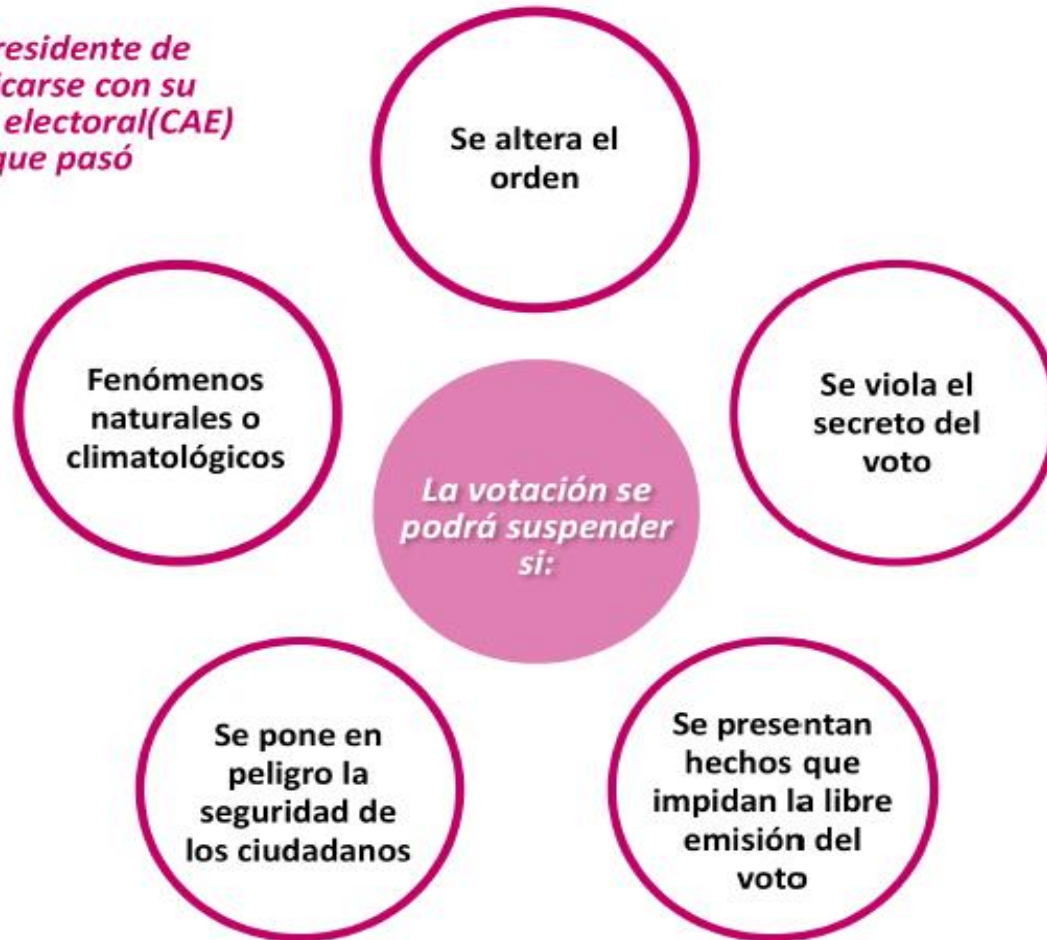 residente de
icarse con su
electoral(CAE)
que pasó
Se altera el
orden
Se viola el
secreto del
voto
Se presentan
hechos que
impidan la libre
emisión del
voto
Se pone en
peligro la
seguridad de
los ciudadanos
Fenómenos
naturales o
climatológicos
La votación se
podrá suspender
si: